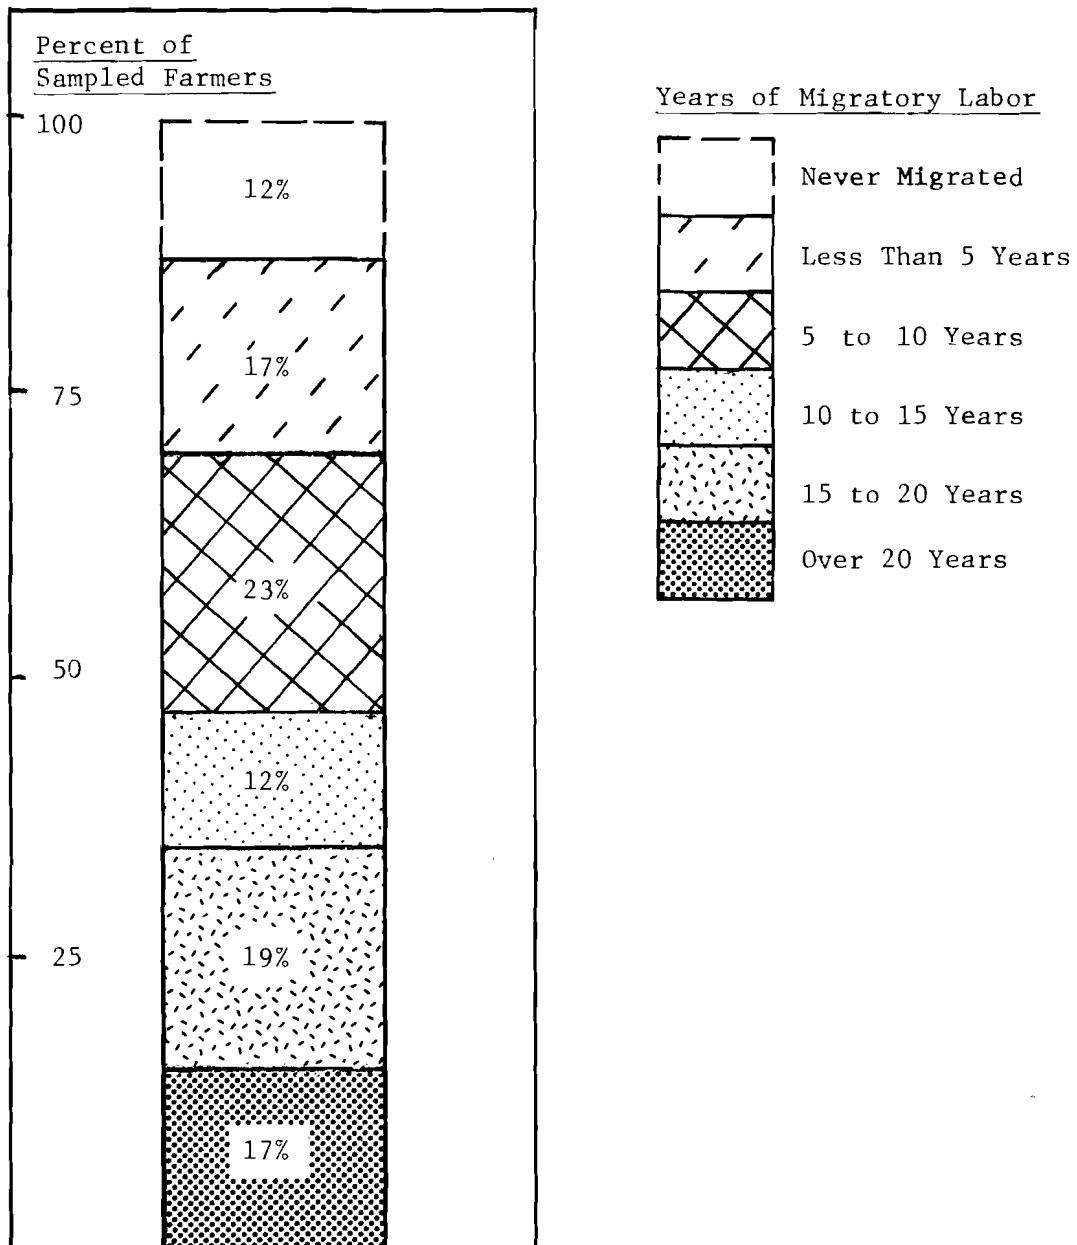 Percent of
Sampled Farmers
100
12%
17%
75
23%
50
12%
25
19%
17%
Years of Migratory Labor
Never Migrated
Less Than 5 Years
5 to 10 Years
10 to 15 Years
15 to 20 Years
Over 20 Years